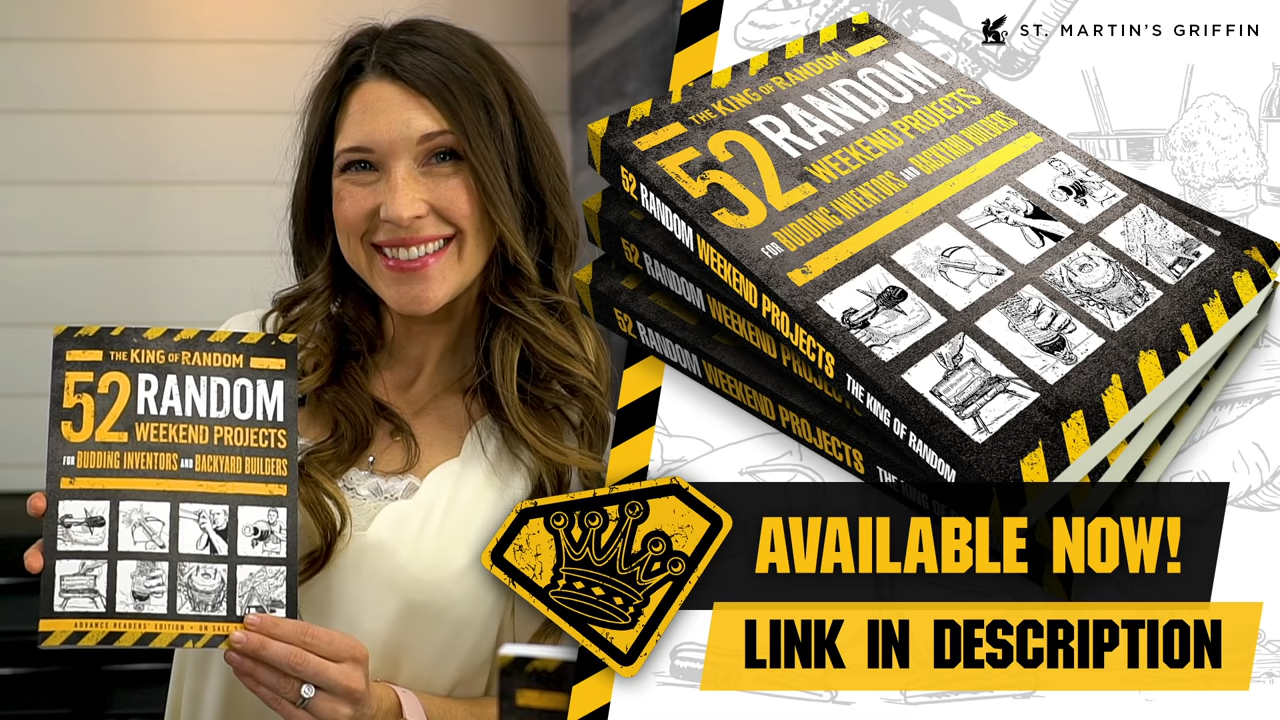 THE KING OF RANDOM
52 RANDOM
WEEKEND PROJECTS
FOR BUDDING INVENTORS AND BACKYARD BUILDERS
ADVANCE READERS' EDITION • ON SALE
ST. MARTIN'S GRIFFIN
THE KING OF RANDOM
52 RANDOM
WEEKEND PROJECTS
FOR BUDDING INVENTORS AND BACKYARD BUILDERS
52 RANDOM WEEKEND PROJECTS THE KING OF RANDOM
52 RANDOM WEEKEND PROJECTS
52 RANDOM WEEKEND PROJECTS THE KING OF
AVAILABLE NOW!
LINK IN DESCRIPTION